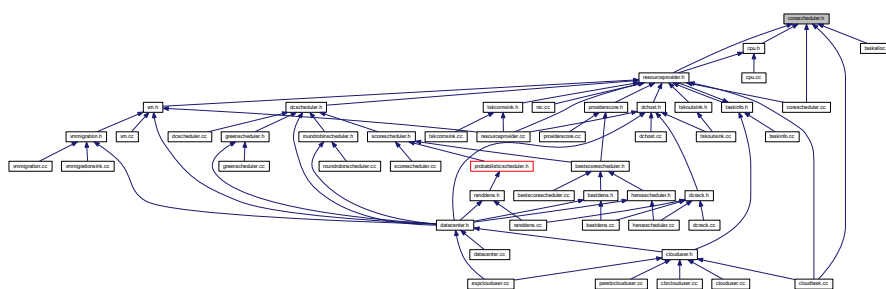 corescheduler.h
cpu.h
taskalloc.
resourceprovider.h
cpu.cc
vm.h
dcscheduler.h
tskcomsink.h
nic.cc
providerscore.h
dchost.h
tskoutsink.h
taskinfo.h
corescheduler.cc
vmmigration.h
vm.cc
dcscheduler.cc
greenscheduler.h
roundrobinscheduler.h
scorescheduler.h
tskcomsink.cc
resourceprovider.cc
providerscore.cc
dchost.cc
tskoutsink.cc
taskinfo.cc
vmmigration.cc
vmmigrationsink.cc
greenscheduler.cc
roundrobinscheduler.cc
scorescheduler.cc
probabilisticscheduler.h
bestscorescheduler.h
randdens.h
bestscorescheduler.cc
bestdens.h
herosscheduler.h
dcrack.h
datacenter.h
randdens.cc
bestdens.cc
herosscheduler.cc
dcrack.cc
datacenter.cc
clouduser.h
expclouduser.cc
paretoclouduser.cc
cbrclouduser.cc
clouduser.cc
cloudtask.cc